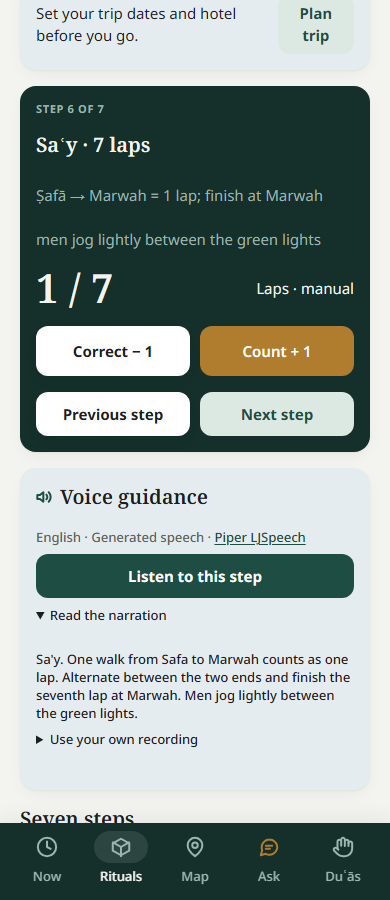 Set your trip dates and hotel
before you go.
Plan
trip
STEP 6 OF 7
Saʿy · 7 laps
Ṣafā → Marwah = 1 lap; finish at Marwah
men jog lightly between the green lights
1 / 7
Laps · manual
Correct − 1
Count + 1
Previous step
Next step
Voice guidance
English · Generated speech · Piper LJSpeech
Listen to this step
▼ Read the narration
Sa'y. One walk from Safa to Marwah counts as one
lap. Alternate between the two ends and finish the
seventh lap at Marwah. Men jog lightly between
the green lights.
▶ Use your own recording
Seven steps
Now
Rituals
Map
Ask
Duʿās